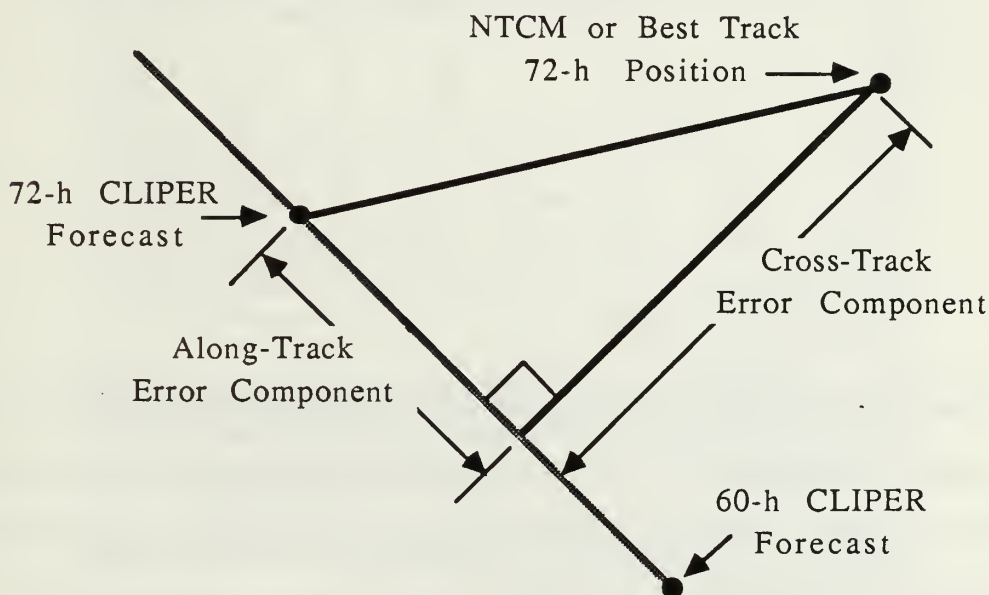 NTCM or Best Track
72-h Position
72-h CLIPER
Forecast
Cross-Track
Error Component
Along-Track
Error Component
60-h CLIPER
Forecast